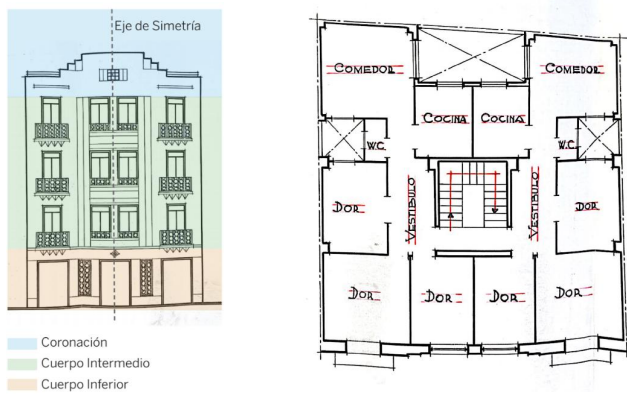 Eje de Simetría
Coronación
Cuerpo Intermedio
Cuerpo Inferior
COMEDOR
COMEDOR
COCINA
COCINA
W.C.
W.C.
VESTIBULO
VESTIBULO
DOR
DOR
DOR
DOR
DOR
DOR